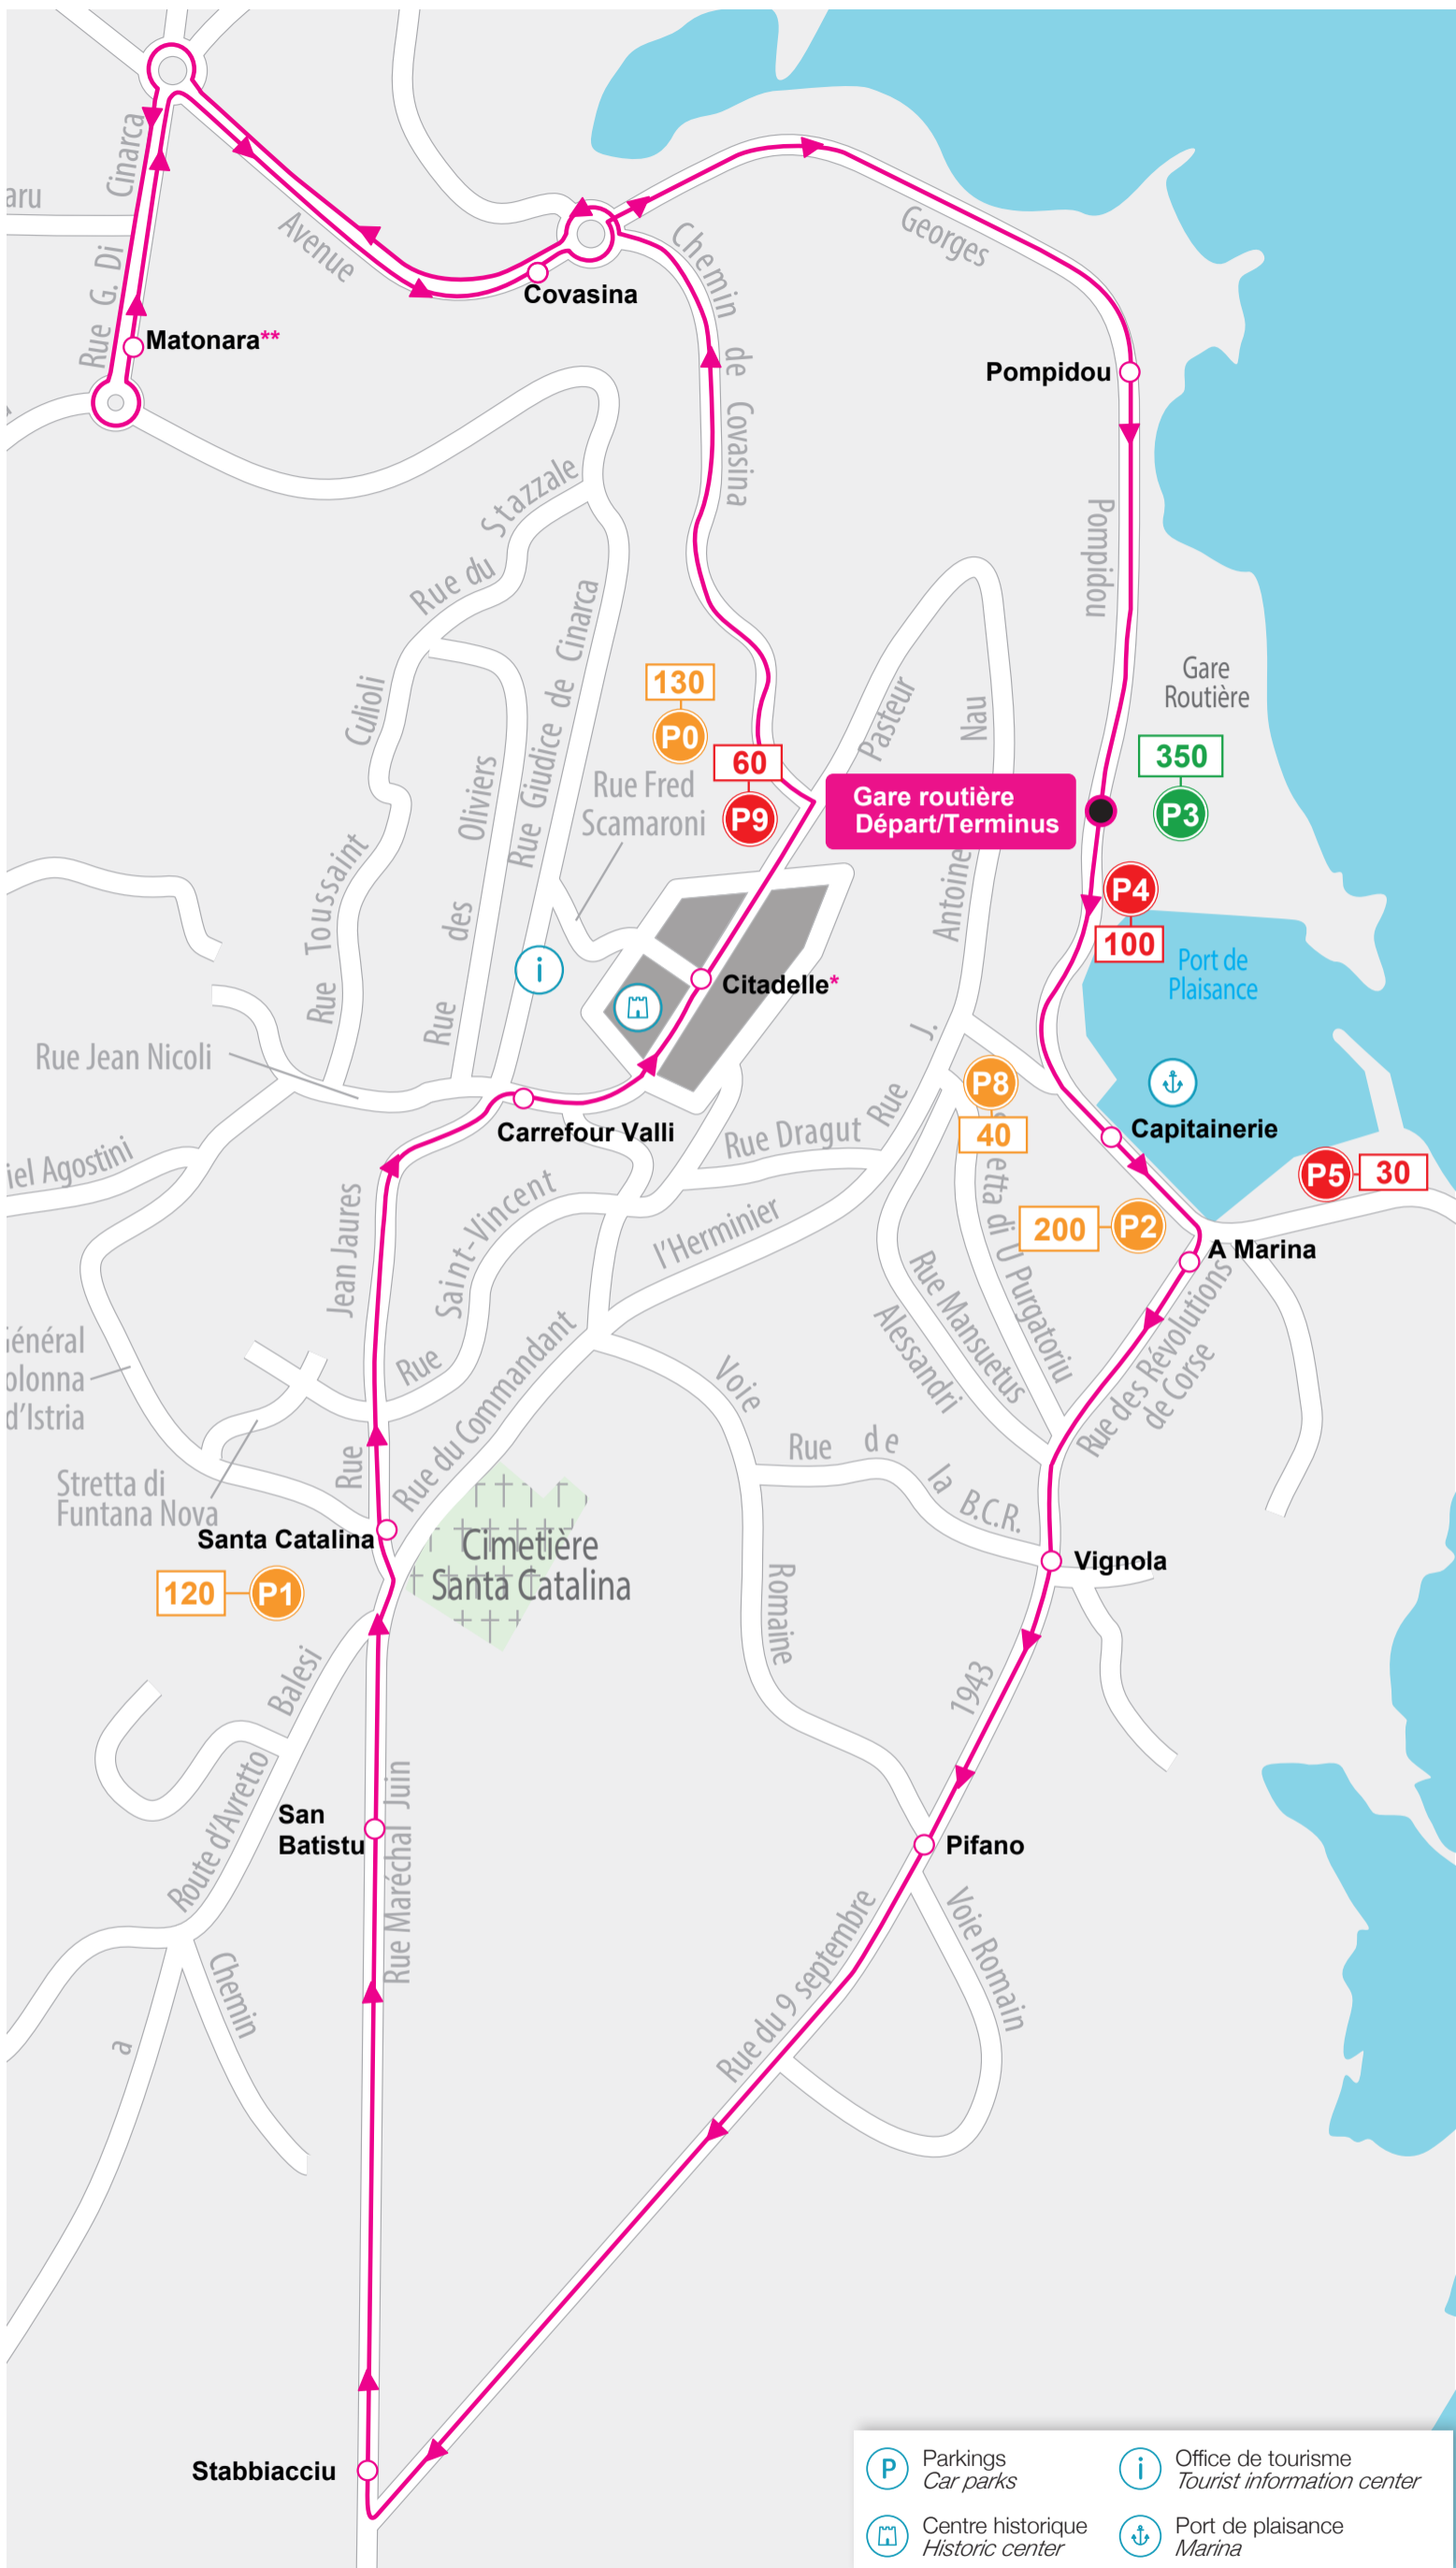 Cinarca
aru
Rue G. Di
Avenue
Chemin de Covasina
Georges
Covasina
Matonara**
Pompidou
Pompidou
Rue du Stazzale
Rue Giudice de Cinarca
Culioli
Rue Toussaint
Rue des Oliviers
130
P0
60
P9
Rue Fred
Scamaroni
Pasteur
Nau
Antoine
J.
Rue
Gare
Routière
350
P3
Gare routière
Départ/Terminus
P4
100
Port de
Plaisance
i
Citadelle*
Rue Jean Nicoli
P8
40
Capitainerie
Carrefour Valli
Rue Dragut
iel Agostini
P5
30
Jean Jaures
Rue
Saint-Vincent
Rue
l'Herminier
Rue du Commandant
etta di U Purgatoriu
200
P2
A Marina
Rue Mansuetus
Alessandri
Rue des Révolutions
de Corse
énéral
olonna
d'Istria
Voie
Romaine
Rue de
la B.C.R.
Stretta di
Funtana Nova
Santa Catalina
Cimetière
Santa Catalina
Vignola
120
P1
Balesi
1943
Route d'Avretto
San
Batistu
Rue Maréchal Juin
Pifano
Rue du 9 septembre
Voie Romain
Chemin
a
Stabbiacciu
P
Parkings
Car parks
i
Office de tourisme
Tourist information center
Centre historique
Historic center
Port de plaisance
Marina